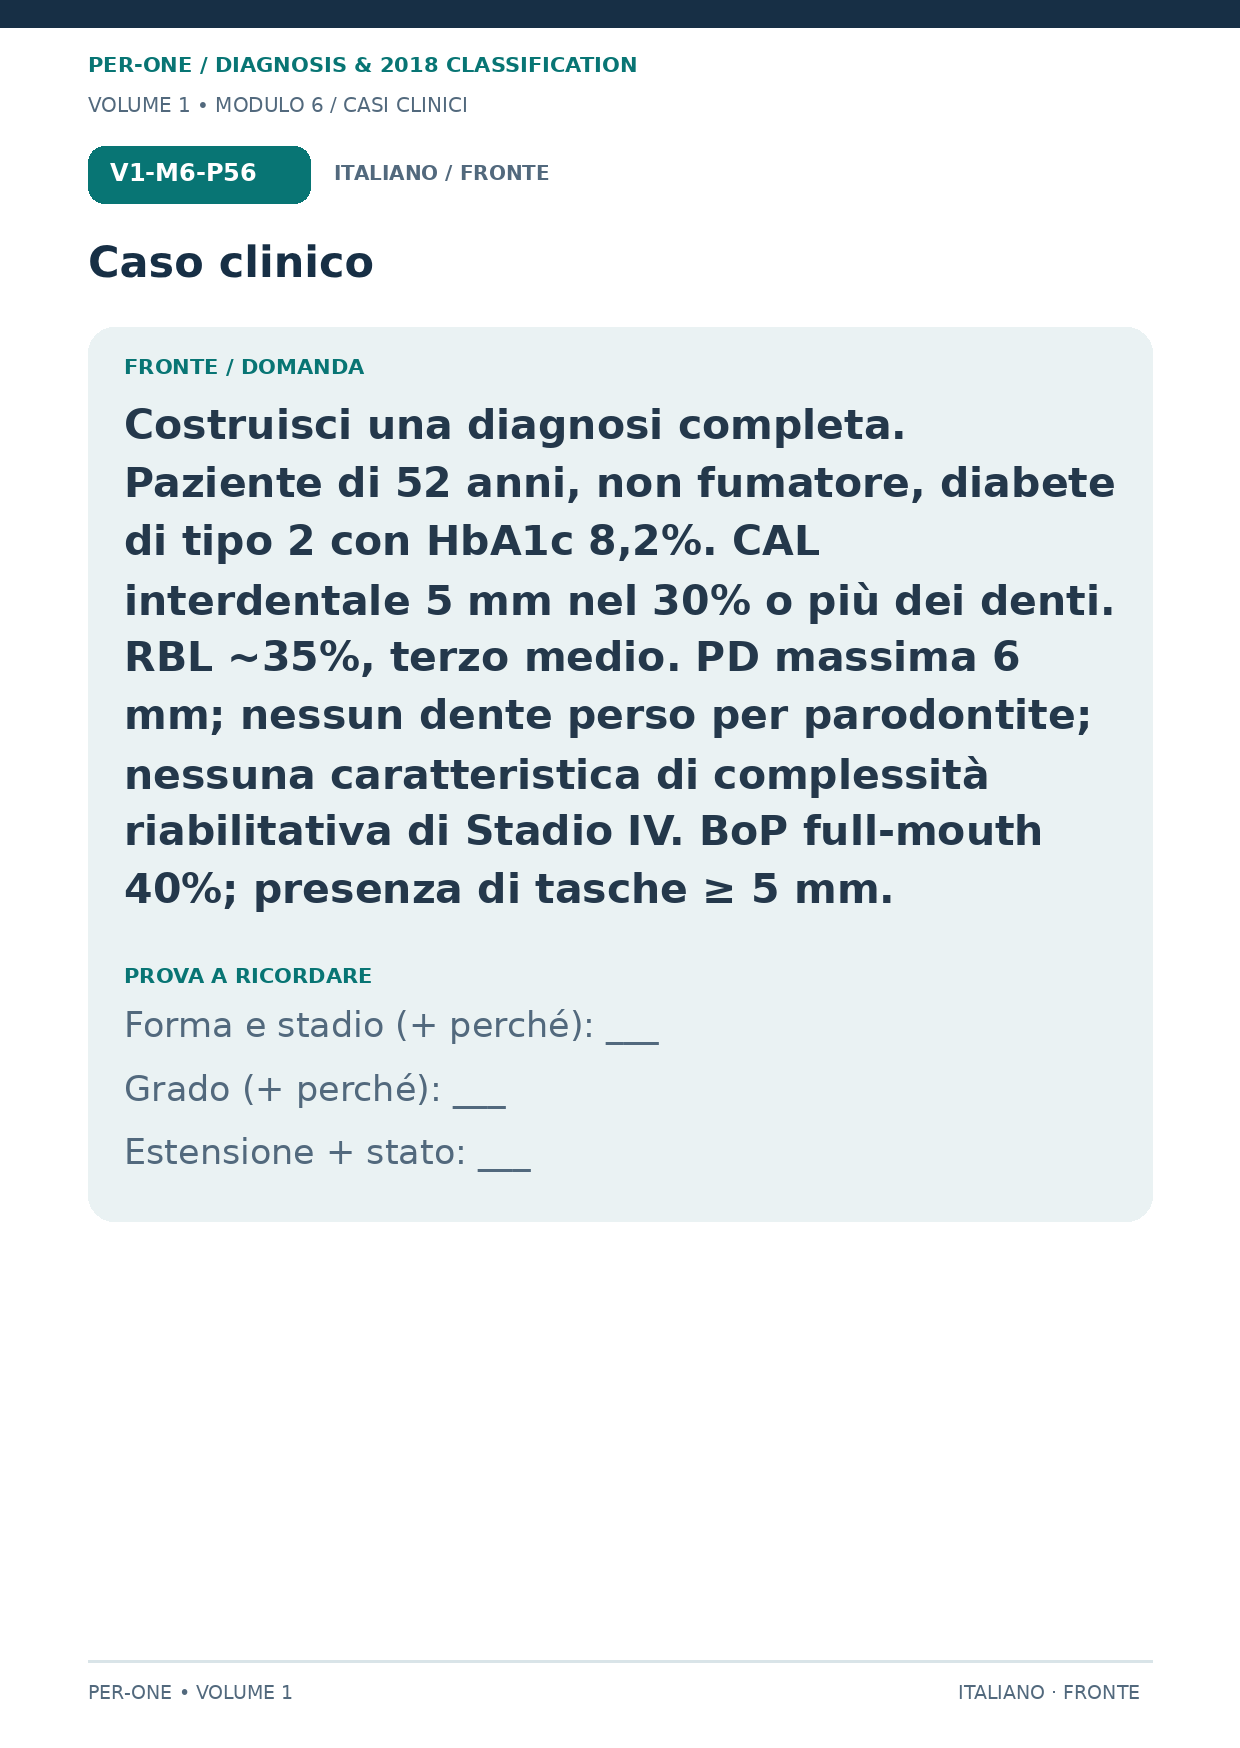 PER-ONE / DIAGNOSIS & 2018 CLASSIFICATION
VOLUME 1 • MODULO 6 / CASI CLINICI
V1-M6-P56
ITALIANO / FRONTE
Caso clinico
FRONTE / DOMANDA
Costruisci una diagnosi completa.
Paziente di 52 anni, non fumatore, diabete
di tipo 2 con HbA1c 8,2%. CAL
interdentale 5 mm nel 30% o più dei denti.
RBL ~35%, terzo medio. PD massima 6
mm; nessun dente perso per parodontite;
nessuna caratteristica di complessità
riabilitativa di Stadio IV. BoP full-mouth
40%; presenza di tasche ≥ 5 mm.
PROVA A RICORDARE
Forma e stadio (+ perché): ___
Grado (+ perché): ___
Estensione + stato: ___
PER-ONE • VOLUME 1
ITALIANO · FRONTE